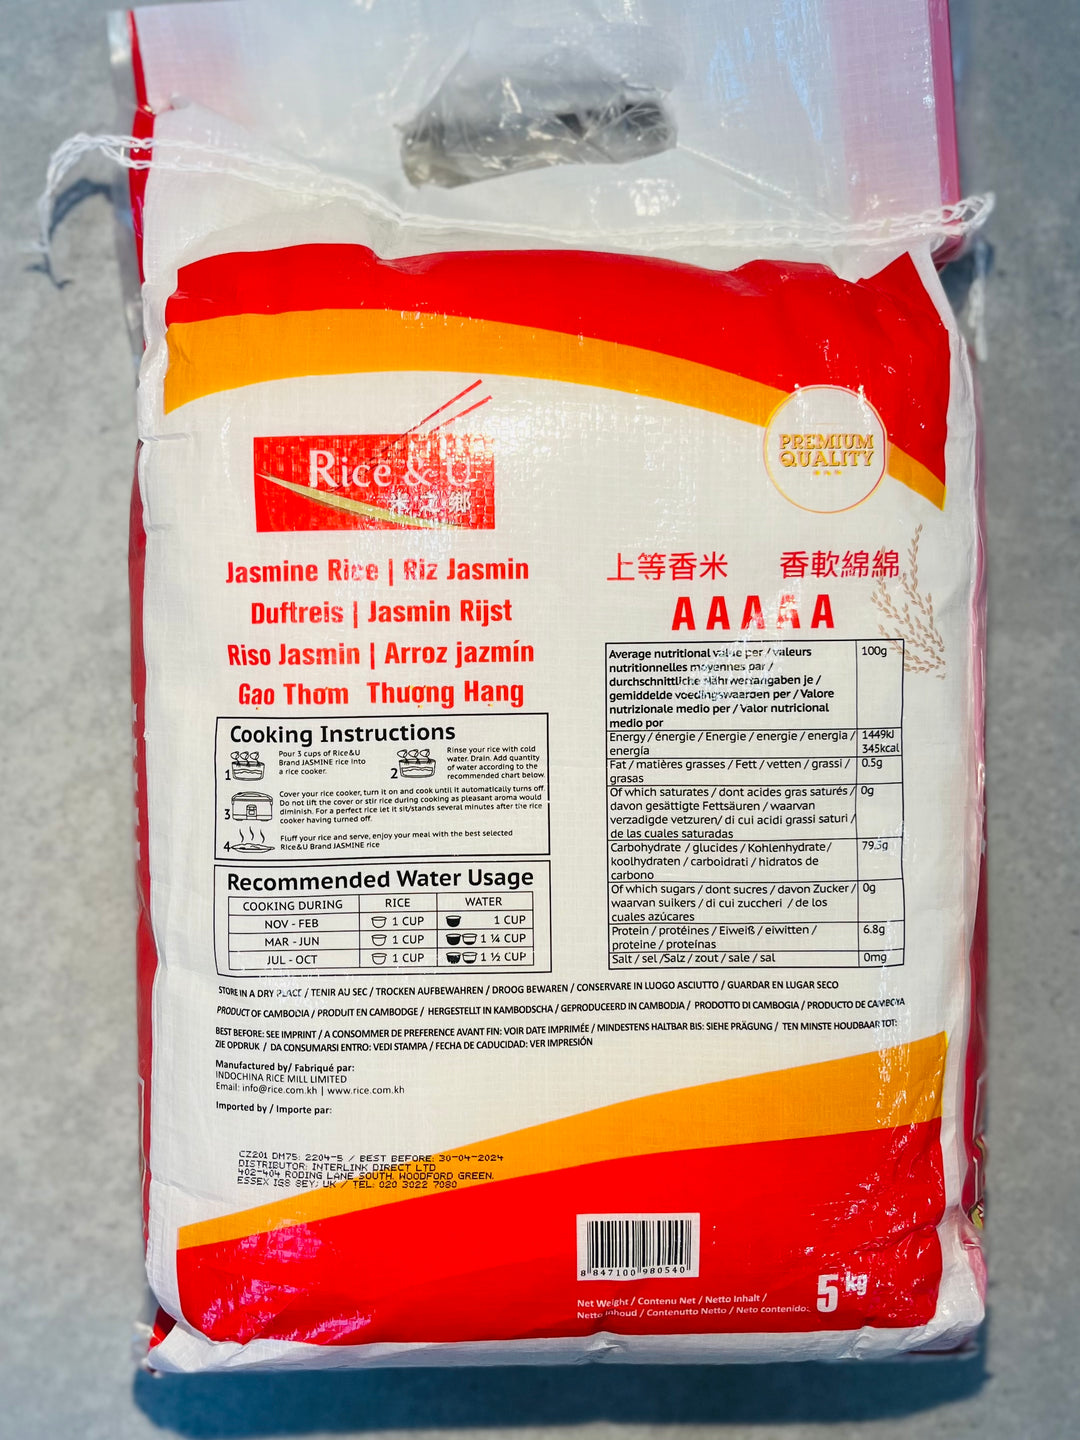 Rice & U
米之鄉
PREMIUM
QUALITY
Jasmine Rice | Riz Jasmin
Duftreis | Jasmin Rijst
Riso Jasmin | Arroz jazmín
Gạo Thơm Thượng Hạng
上等香米 香軟綿綿
AAAAA
Cooking Instructions
1
Pour 3 cups of Rice&U
Brand JASMINE rice into
a rice cooker.
2
Rinse your rice with cold
water. Drain. Add quantity
of water according to the
recommended chart below.
3
Cover your rice cooker, turn it on and cook until it automatically turns off.
Do not lift the cover or stir rice during cooking as pleasant aroma would
diminish. For a perfect rice let it sit/stands several minutes after the rice
cooker having turned off.
4
Fluff your rice and serve, enjoy your meal with the best selected
Rice&U Brand JASMINE rice
Recommended Water Usage
COOKING DURING RICE WATER
NOV - FEB 1 CUP 1 CUP
MAR - JUN 1 CUP 1 ¼ CUP
JUL - OCT 1 CUP 1 ½ CUP
Average nutritional value per / valeurs 100g
nutritionnelles moyennes par /
durchschnittliche Nährwertangaben je /
gemiddelde voedingswaarden per / Valore
nutrizionale medio per / Valor nutricional
medio por
Energy / énergie / Energie / energie / energia / 1449kJ
energía 345kcal
Fat / matières grasses / Fett / vetten / grassi / 0.5g
grasas
Of which saturates / dont acides gras saturés / 0g
davon gesättigte Fettsäuren / waarvan
verzadigde vetzuren/ di cui acidi grassi saturi /
de las cuales saturadas
Carbohydrate / glucides / Kohlenhydrate/ 79.3g
koolhydraten / carboidrati / hidratos de
carbono
Of which sugars / dont sucres / davon Zucker / 0g
waarvan suikers / di cui zuccheri / de los
cuales azúcares
Protein / protéines / Eiweiß / eiwitten / 6.8g
proteine / proteínas
Salt / sel /Salz / zout / sale / sal 0mg
STORE IN A DRY PLACE / TENIR AU SEC / TROCKEN AUFBEWAHREN / DROOG BEWAREN / CONSERVARE IN LUOGO ASCIUTTO / GUARDAR EN LUGAR SECO
PRODUCT OF CAMBODIA / PRODUIT EN CAMBODGE / HERGESTELLT IN KAMBODSCHA / GEPRODUCEERD IN CAMBODJA / PRODOTTO DI CAMBOGIA / PRODUCTO DE CAMBOYA
BEST BEFORE: SEE IMPRINT / A CONSOMMER DE PREFERENCE AVANT FIN: VOIR DATE IMPRIMÉE / MINDESTENS HALTBAR BIS: SIEHE PRÄGUNG / TEN MINSTE HOUDBAAR TOT:
ZIE OPDRUK / DA CONSUMARSI ENTRO: VEDI STAMPA / FECHA DE CADUCIDAD: VER IMPRESIÓN
Manufactured by/ Fabriqué par:
INDOCHINA RICE MILL LIMITED
Email: info@rice.com.kh | www.rice.com.kh
Imported by / Importe par:
CZ201 DM75: 2204-5 / BEST BEFORE: 30-04-2024
DISTRIBUTOR: INTERLINK DIRECT LTD
402-404 RODING LANE SOUTH, WOODFORD GREEN,
ESSEX IG8 8EY, UK / TEL: 020 3022 7080
8 847100 980540
Net Weight / Contenu Net / Netto Inhalt /
Netto Inhoud / Contenutto Netto / Neto contenido:
5 kg